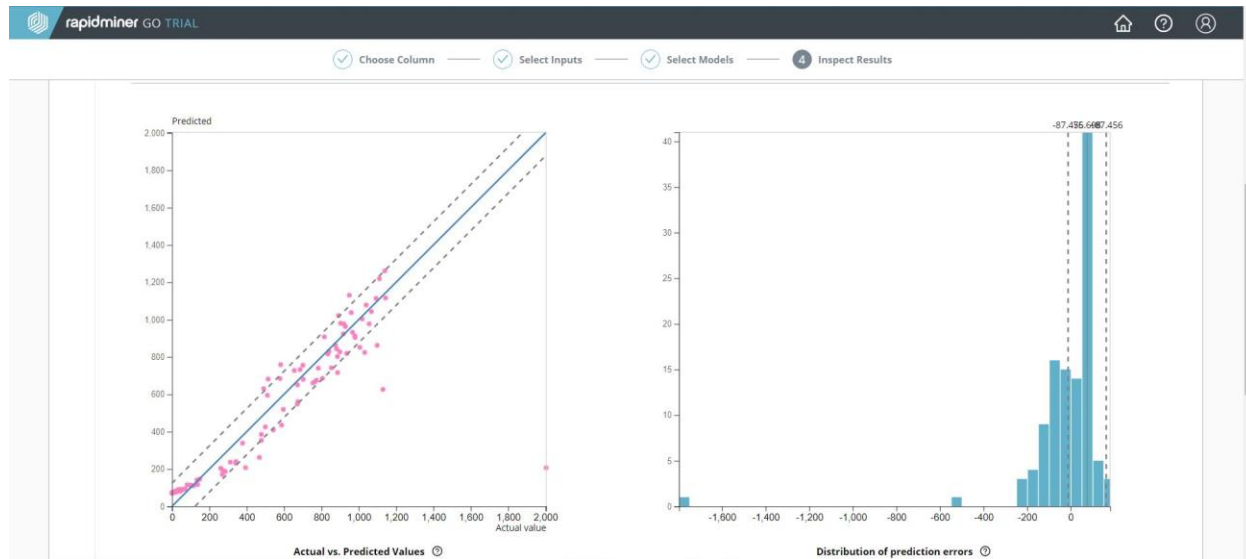 rapidminer GO TRIAL
Choose Column
Select Inputs
Select Models
4 Inspect Results
Predicted
2,000
1,800
1,600
1,400
1,200
1,000
800
600
400
200
0
0 200 400 600 800 1,000 1,200 1,400 1,600 1,800 2,000
Actual value
Actual vs. Predicted Values
-87.456
40
35
30
25
20
15
10
5
0
-1,600 -1,400 -1,200 -1,000 -800 -600 -400 -200 0
Distribution of prediction errors